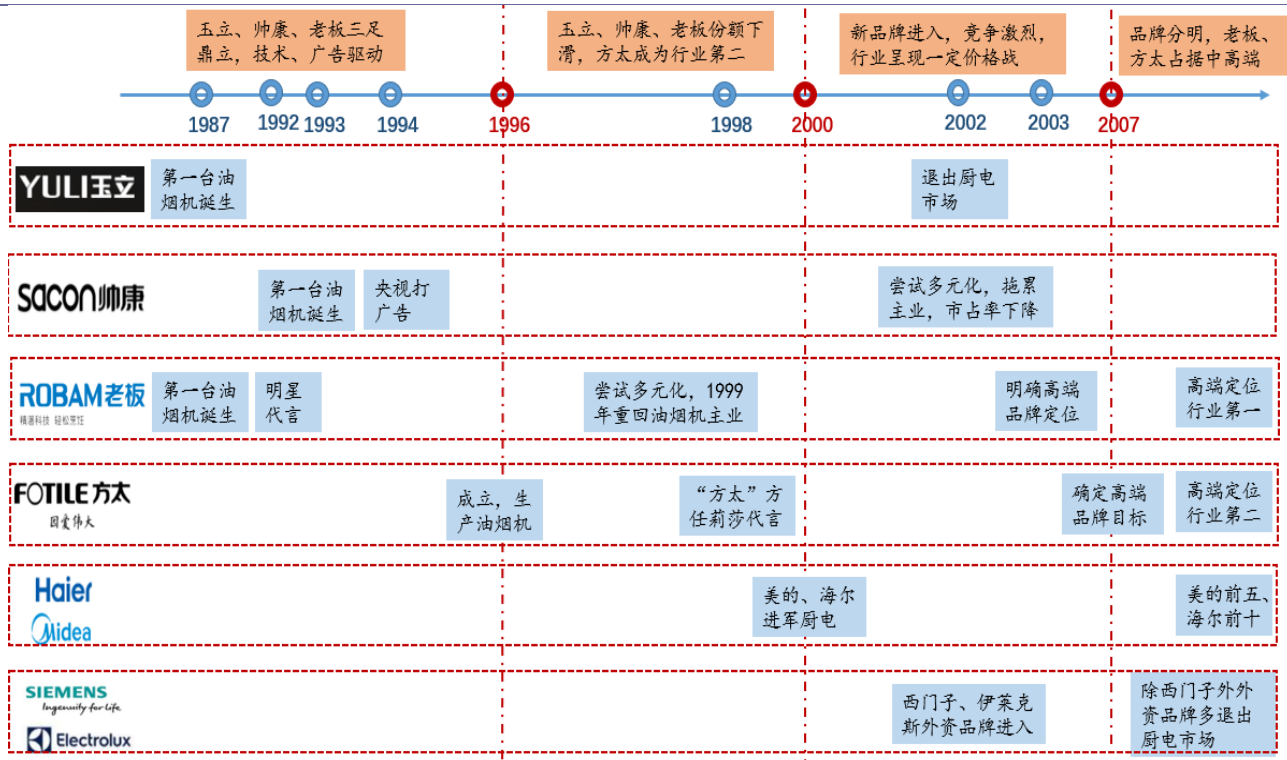 玉立、帅康、老板三足
鼎立，技术、广告驱动
玉立、帅康、老板份额下
滑，方太成为行业第二
新品牌进入，竞争激烈，
行业呈现一定价格战
品牌分明，老板、
方太占据中高端
1987
1992
1993
1994
1996
1998
2000
2002
2003
2007
YULI玉立
第一台油
烟机诞生
退出厨电
市场
SACON帅康
第一台油
烟机诞生
央视打
广告
尝试多元化，拖累
主业，市占率下降
ROBAM老板
精湛科技 轻松烹饪
第一台油
烟机诞生
明星
代言
尝试多元化，1999
年重回油烟机主业
明确高端
品牌定位
高端定位
行业第一
FOTILE方太
因爱伟大
成立，生
产油烟机
“方太”方
任莉莎代言
确定高端
品牌目标
高端定位
行业第二
Haier
Midea
美的、海尔
进军厨电
美的前五、
海尔前十
SIEMENS
Ingenuity for life
Electrolux
西门子、伊莱克
斯外资品牌进入
除西门子外外
资品牌多退出
厨电市场